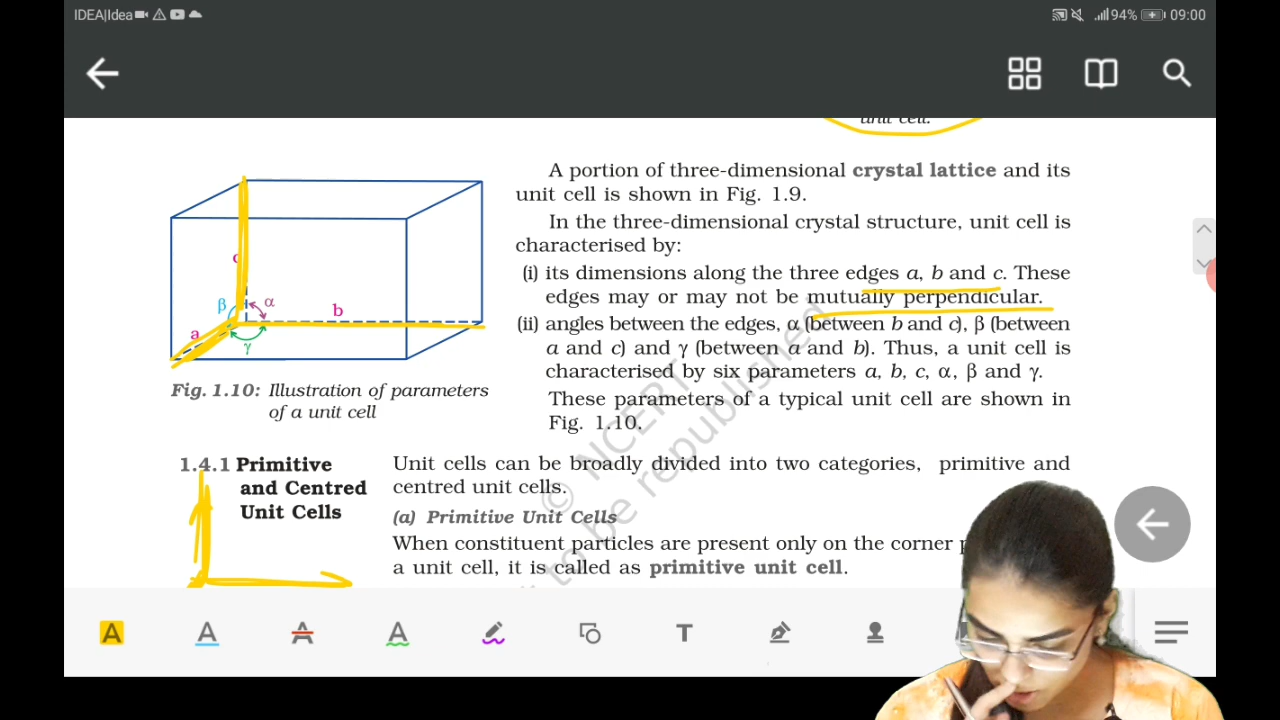 IDEA|Idea 94% 09:00
unit cell.
A portion of three-dimensional crystal lattice and its
unit cell is shown in Fig. 1.9.
In the three-dimensional crystal structure, unit cell is
characterised by:
(i) its dimensions along the three edges a, b and c. These
edges may or may not be mutually perpendicular.
(ii) angles between the edges, α (between b and c), β (between
a and c) and γ (between a and b). Thus, a unit cell is
characterised by six parameters a, b, c, α, β and γ.
These parameters of a typical unit cell are shown in
Fig. 1.10.
c
β α b
a
γ
Fig. 1.10: Illustration of parameters
of a unit cell
© NCERT
to be republished
1.4.1 Primitive
and Centred
Unit Cells
Unit cells can be broadly divided into two categories, primitive and
centred unit cells.
(a) Primitive Unit Cells
When constituent particles are present only on the corner
a unit cell, it is called as primitive unit cell.
A A A A T